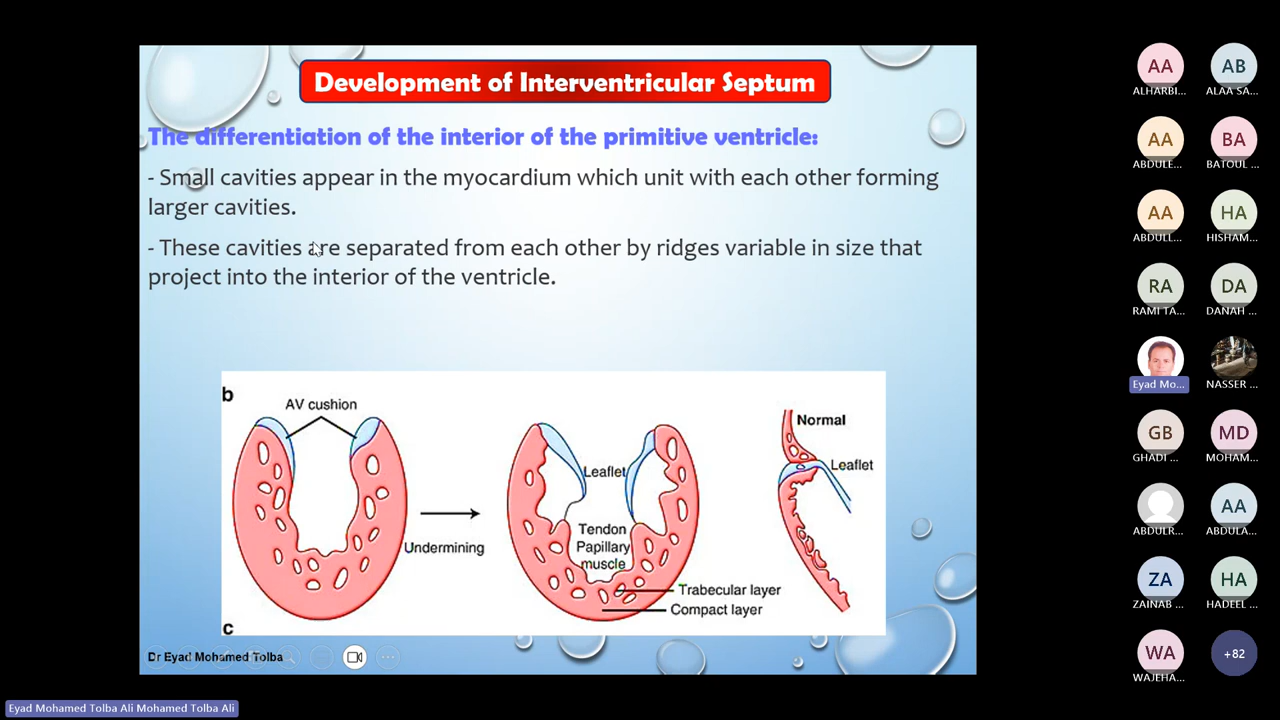 Development of Interventricular Septum
The differentiation of the interior of the primitive ventricle:
- Small cavities appear in the myocardium which unit with each other forming
larger cavities.
- These cavities are separated from each other by ridges variable in size that
project into the interior of the ventricle.
b
AV cushion
Undermining
Leaflet
Tendon
Papillary
muscle
Trabecular layer
Compact layer
Normal
Leaflet
c
Dr Eyad Mohamed Tolba
Eyad Mohamed Tolba Ali Mohamed Tolba Ali
AA
ALHARBI...
AB
ALAA SA...
AA
ABDULE...
BA
BATOUL ...
AA
ABDULL...
HA
HISHAM...
RA
RAMI TA...
DA
DANAH ...
Eyad Mo...
NASSER ...
GB
GHADI ...
MD
MOHAM...
ABDULR...
AA
ABDULA...
ZA
ZAINAB ...
HA
HADEEL ...
WA
WAJEHA...
+82